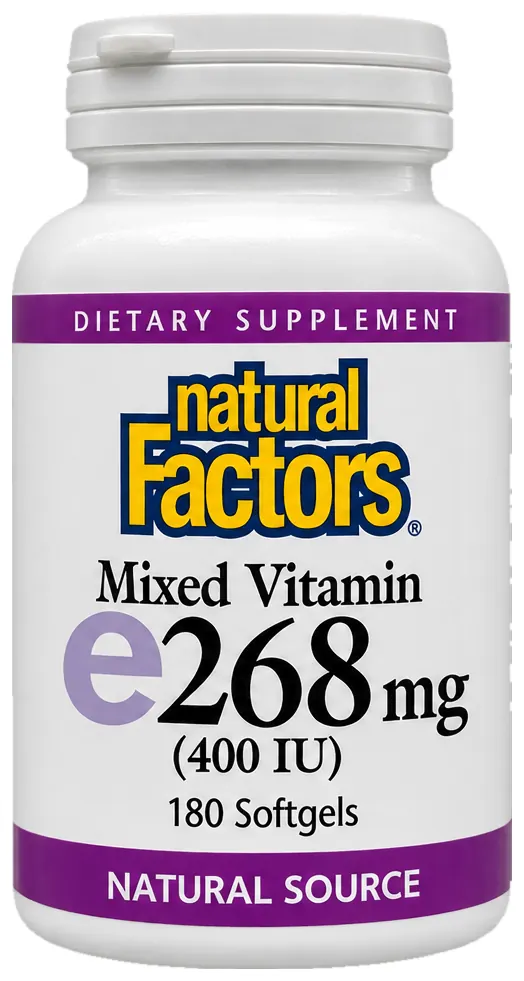 DIETARY SUPPLEMENT
natural
Factors®
Mixed Vitamin
e268 mg
(400 IU)
180 Softgels
NATURAL SOURCE